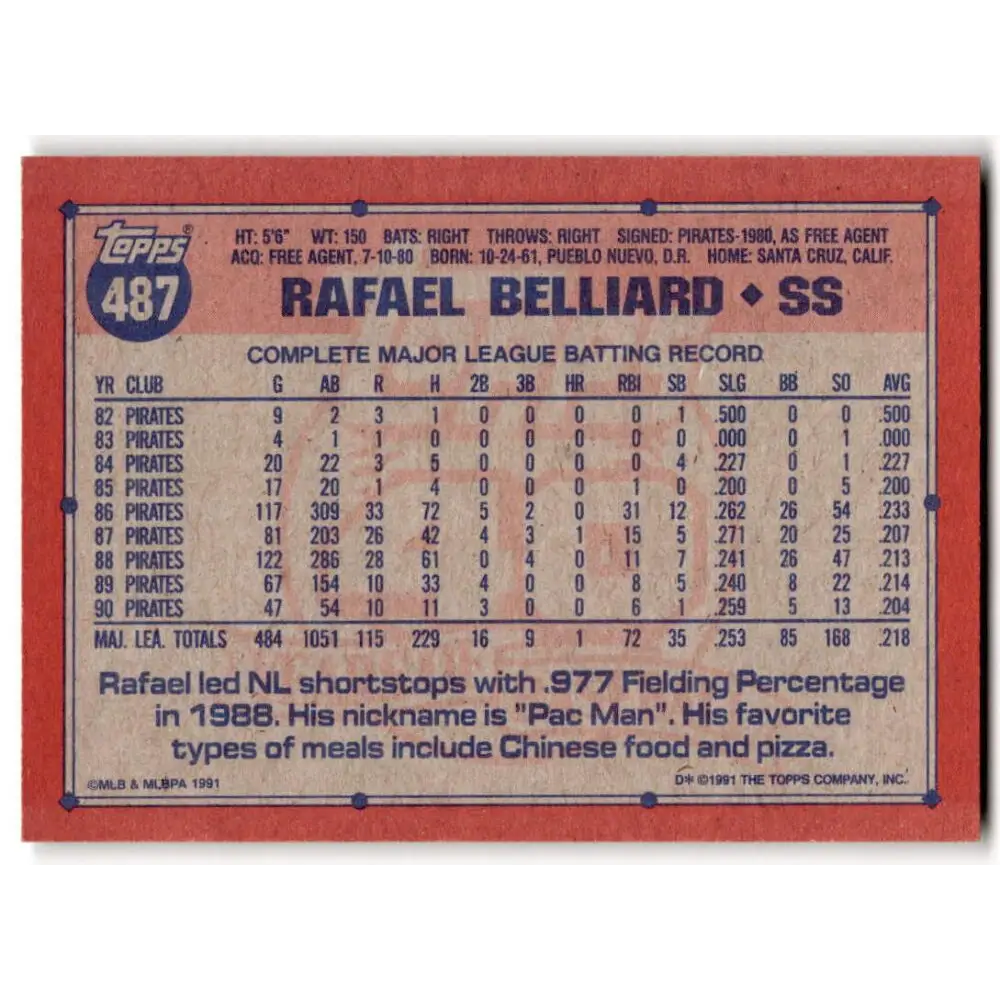 TOPPS®
487
HT: 5'6" WT: 150 BATS: RIGHT THROWS: RIGHT SIGNED: PIRATES-1980, AS FREE AGENT
ACQ: FREE AGENT, 7-10-80 BORN: 10-24-61, PUEBLO NUEVO, D.R. HOME: SANTA CRUZ, CALIF.
RAFAEL BELLIARD ◆ SS
COMPLETE MAJOR LEAGUE BATTING RECORD
YR CLUB G AB R H 2B 3B HR RBI SB SLG BB SO AVG
82 PIRATES 9 2 3 1 0 0 0 0 1 .500 0 0 .500
83 PIRATES 4 1 1 0 0 0 0 0 0 .000 0 1 .000
84 PIRATES 20 22 3 5 0 0 0 0 4 .227 0 1 .227
85 PIRATES 17 20 1 4 0 0 0 1 0 .200 0 5 .200
86 PIRATES 117 309 33 72 5 2 0 31 12 .262 26 54 .233
87 PIRATES 81 203 26 42 4 3 1 15 5 .271 20 25 .207
88 PIRATES 122 286 28 61 0 4 0 11 7 .241 26 47 .213
89 PIRATES 67 154 10 33 4 0 0 8 5 .240 8 22 .214
90 PIRATES 47 54 10 11 3 0 0 6 1 .259 5 13 .204
MAJ. LEA. TOTALS 484 1051 115 229 16 9 1 72 35 .253 85 168 .218
Rafael led NL shortstops with .977 Fielding Percentage
in 1988. His nickname is "Pac Man". His favorite
types of meals include Chinese food and pizza.
©MLB & MLBPA 1991
D* ©1991 THE TOPPS COMPANY, INC.